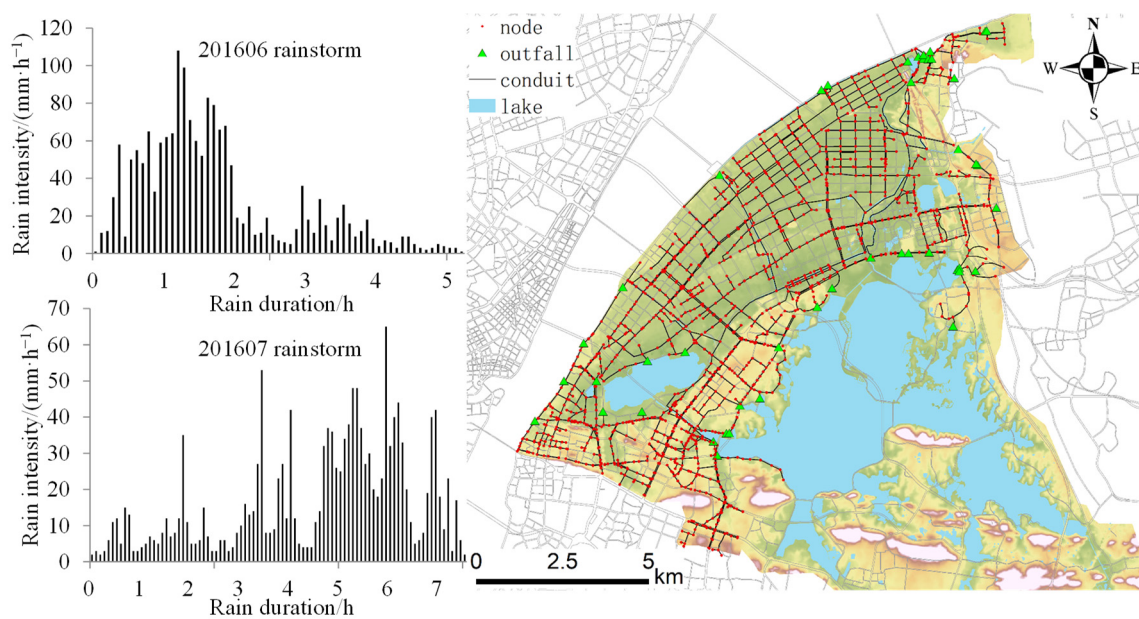 120
100
80
60
40
20
0
Rain intensity/(mm·h⁻¹)
201606 rainstorm
0 1 2 3 4 5
Rain duration/h
70
60
50
40
30
20
10
0
Rain intensity/(mm·h⁻¹)
201607 rainstorm
0 1 2 3 4 5 6 7
Rain duration/h
node
outfall
conduit
lake
N
W E
S
0 2.5 5
km